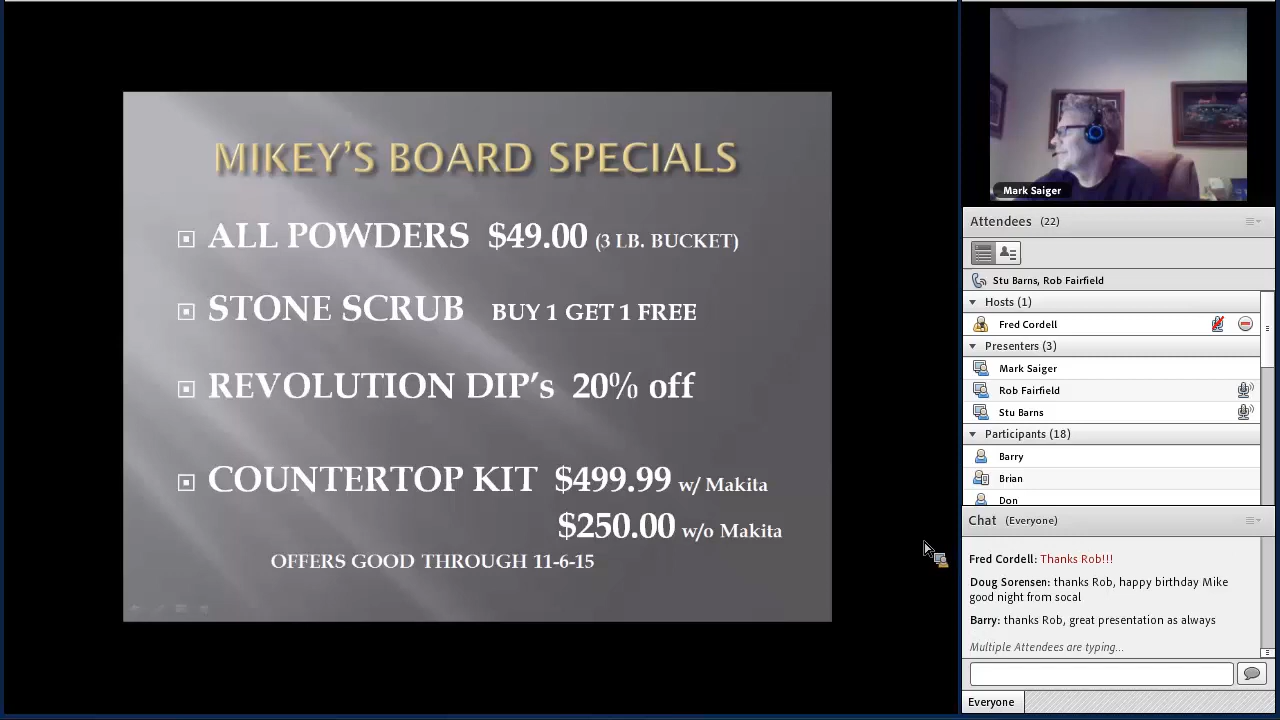 MIKEY'S BOARD SPECIALS
ALL POWDERS $49.00 (3 LB. BUCKET)
STONE SCRUB BUY 1 GET 1 FREE
REVOLUTION DIP's 20% off
COUNTERTOP KIT $499.99 w/ Makita
$250.00 w/o Makita
OFFERS GOOD THROUGH 11-6-15
Mark Saiger
Attendees (22)
Stu Barns, Rob Fairfield
Hosts (1)
Fred Cordell
Presenters (3)
Mark Saiger
Rob Fairfield
Stu Barns
Participants (18)
Barry
Brian
Don
Chat (Everyone)
Fred Cordell: Thanks Rob!!!
Doug Sorensen: thanks Rob, happy birthday Mike
good night from socal
Barry: thanks Rob, great presentation as always
Multiple Attendees are typing...
Everyone